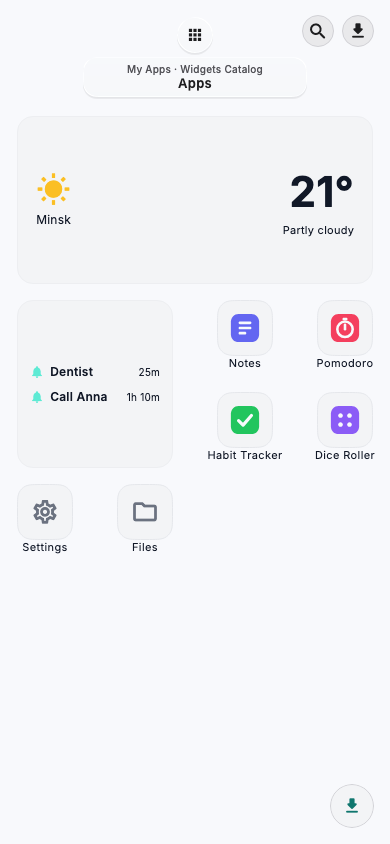 My Apps · Widgets Catalog
Apps
Minsk
21°
Partly cloudy
Dentist 25m
Call Anna 1h 10m
Notes
Pomodoro
Habit Tracker
Dice Roller
Settings
Files